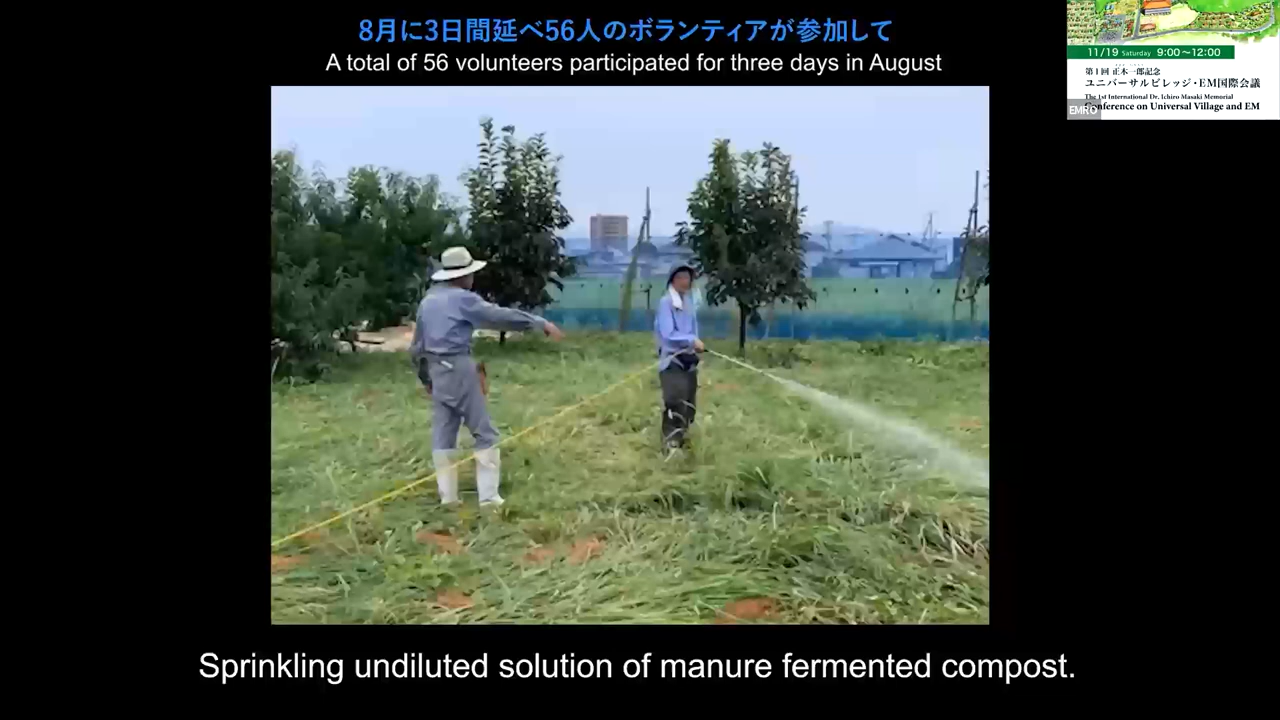 8月に3日間延べ56人のボランティアが参加して
A total of 56 volunteers participated for three days in August
11/19 Saturday 9:00〜12:00
第1回 正木一郎記念
ユニバーサルビレッジ・EM国際会議
The 1st International Dr. Ichiro Masaki Memorial
Conference on Universal Village and EM
EMRO
Sprinkling undiluted solution of manure fermented compost.